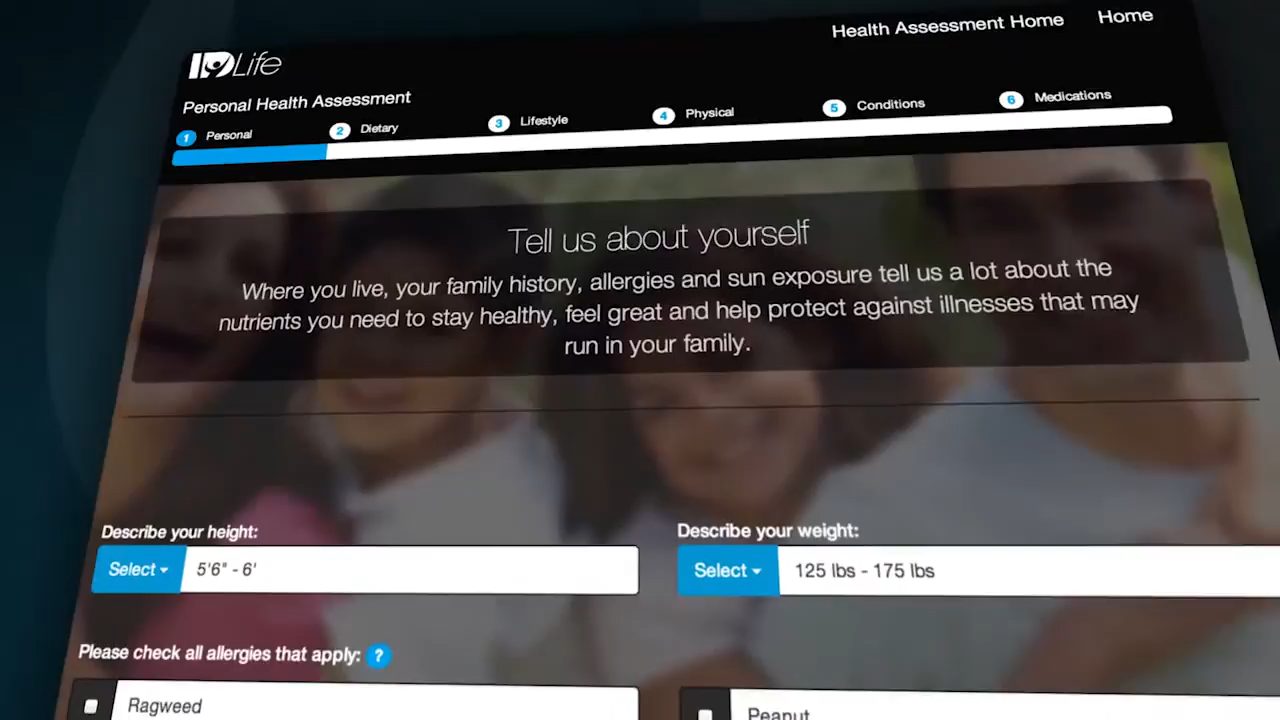 Health Assessment Home Home
IDLife
Personal Health Assessment
1 Personal 2 Dietary 3 Lifestyle 4 Physical 5 Conditions 6 Medications
Tell us about yourself
Where you live, your family history, allergies and sun exposure tell us a lot about the
nutrients you need to stay healthy, feel great and help protect against illnesses that may
run in your family.
Describe your height: Describe your weight:
Select 5'6" - 6' Select 125 lbs - 175 lbs
Please check all allergies that apply: ?
Ragweed Peanut